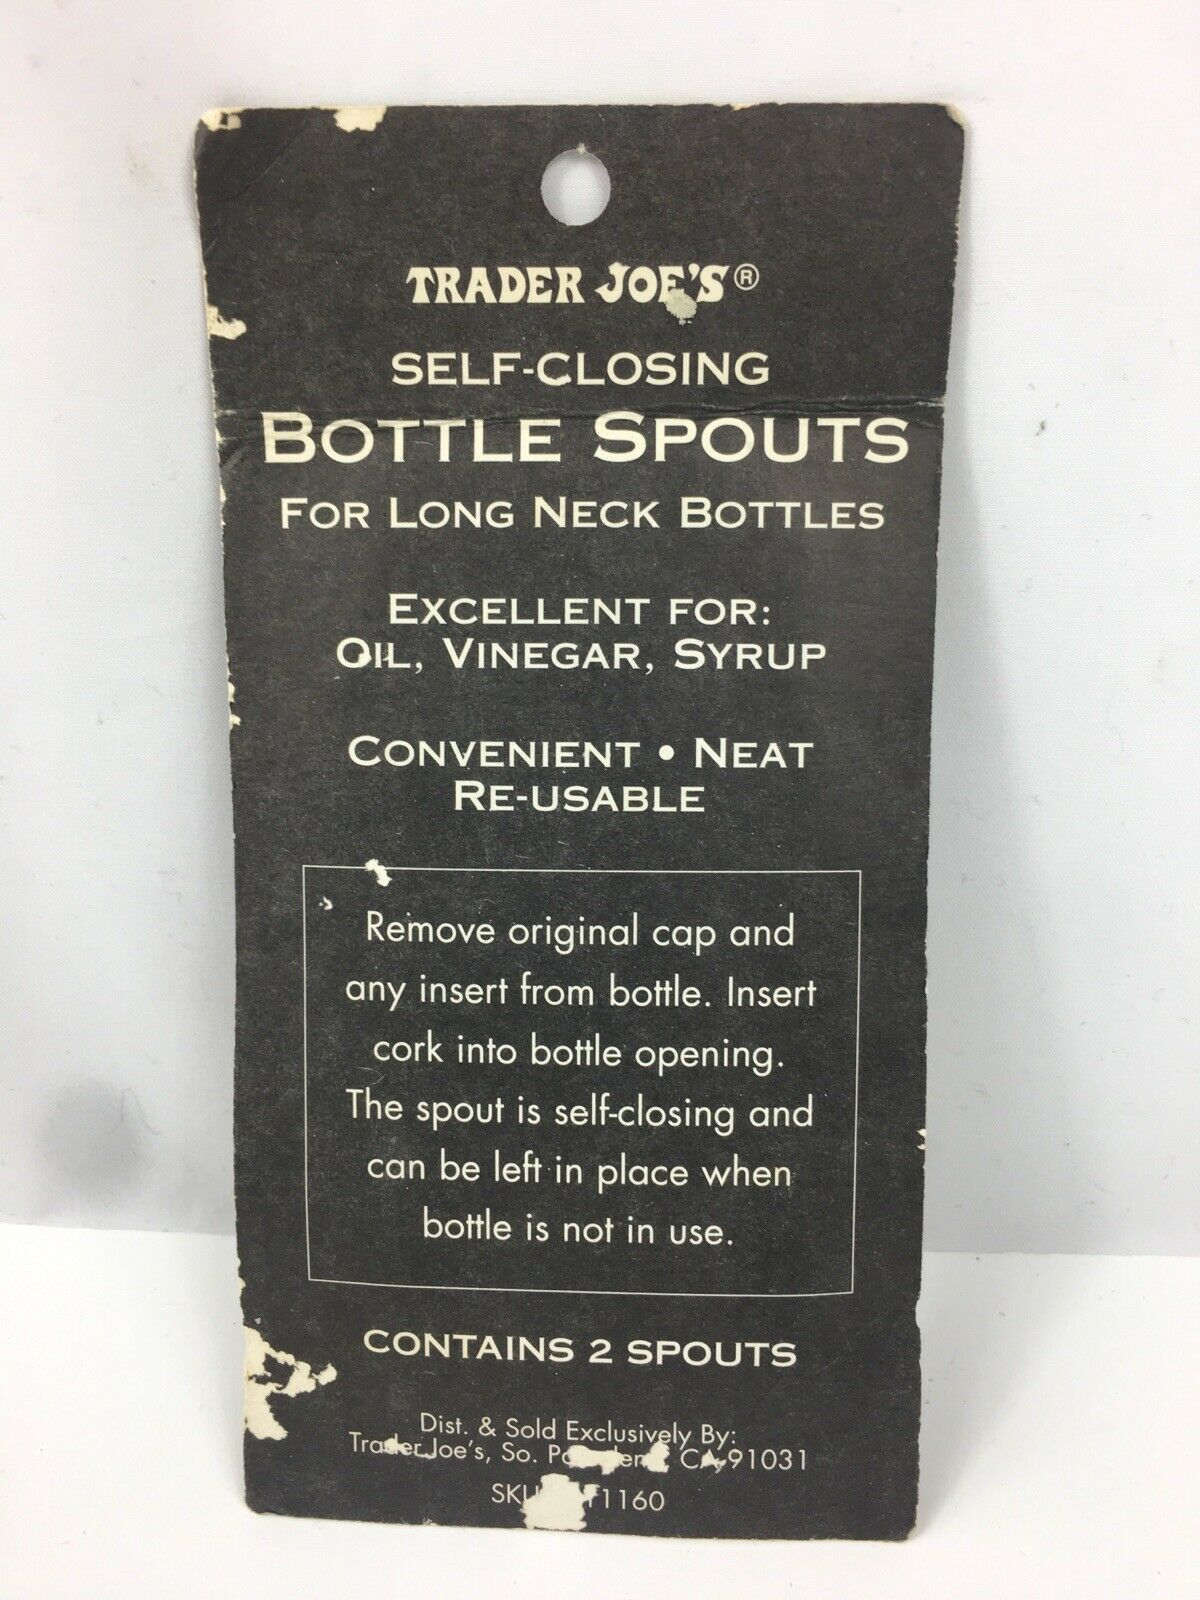 TRADER JOE'S®
SELF-CLOSING
BOTTLE SPOUTS
FOR LONG NECK BOTTLES
EXCELLENT FOR:
OIL, VINEGAR, SYRUP
CONVENIENT • NEAT
RE-USABLE
Remove original cap and
any insert from bottle. Insert
cork into bottle opening.
The spout is self-closing and
can be left in place when
bottle is not in use.
CONTAINS 2 SPOUTS
Dist. & Sold Exclusively By:
Trader Joe's, So. CA 91031